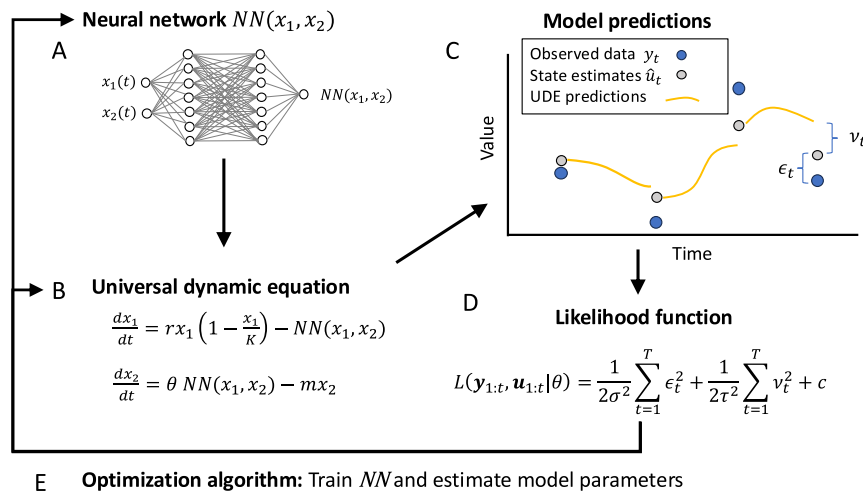 Neural network NN(x₁, x₂)
A
x₁(t)
x₂(t)
NN(x₁, x₂)
B
Universal dynamic equation
dx₁/dt = rx₁ (1 − x₁/K) − NN(x₁, x₂)
dx₂/dt = θ NN(x₁, x₂) − mx₂
Model predictions
C
Observed data yₜ
State estimates ûₜ
UDE predictions
Value
νₜ
ϵₜ
Time
D
Likelihood function
L(𝒚₁:ₜ, 𝒖₁:ₜ|θ) = 1/2σ² ∑ₜ₌₁ᵀ ϵₜ² + 1/2τ² ∑ₜ₌₁ᵀ νₜ² + c
E Optimization algorithm: Train NN and estimate model parameters